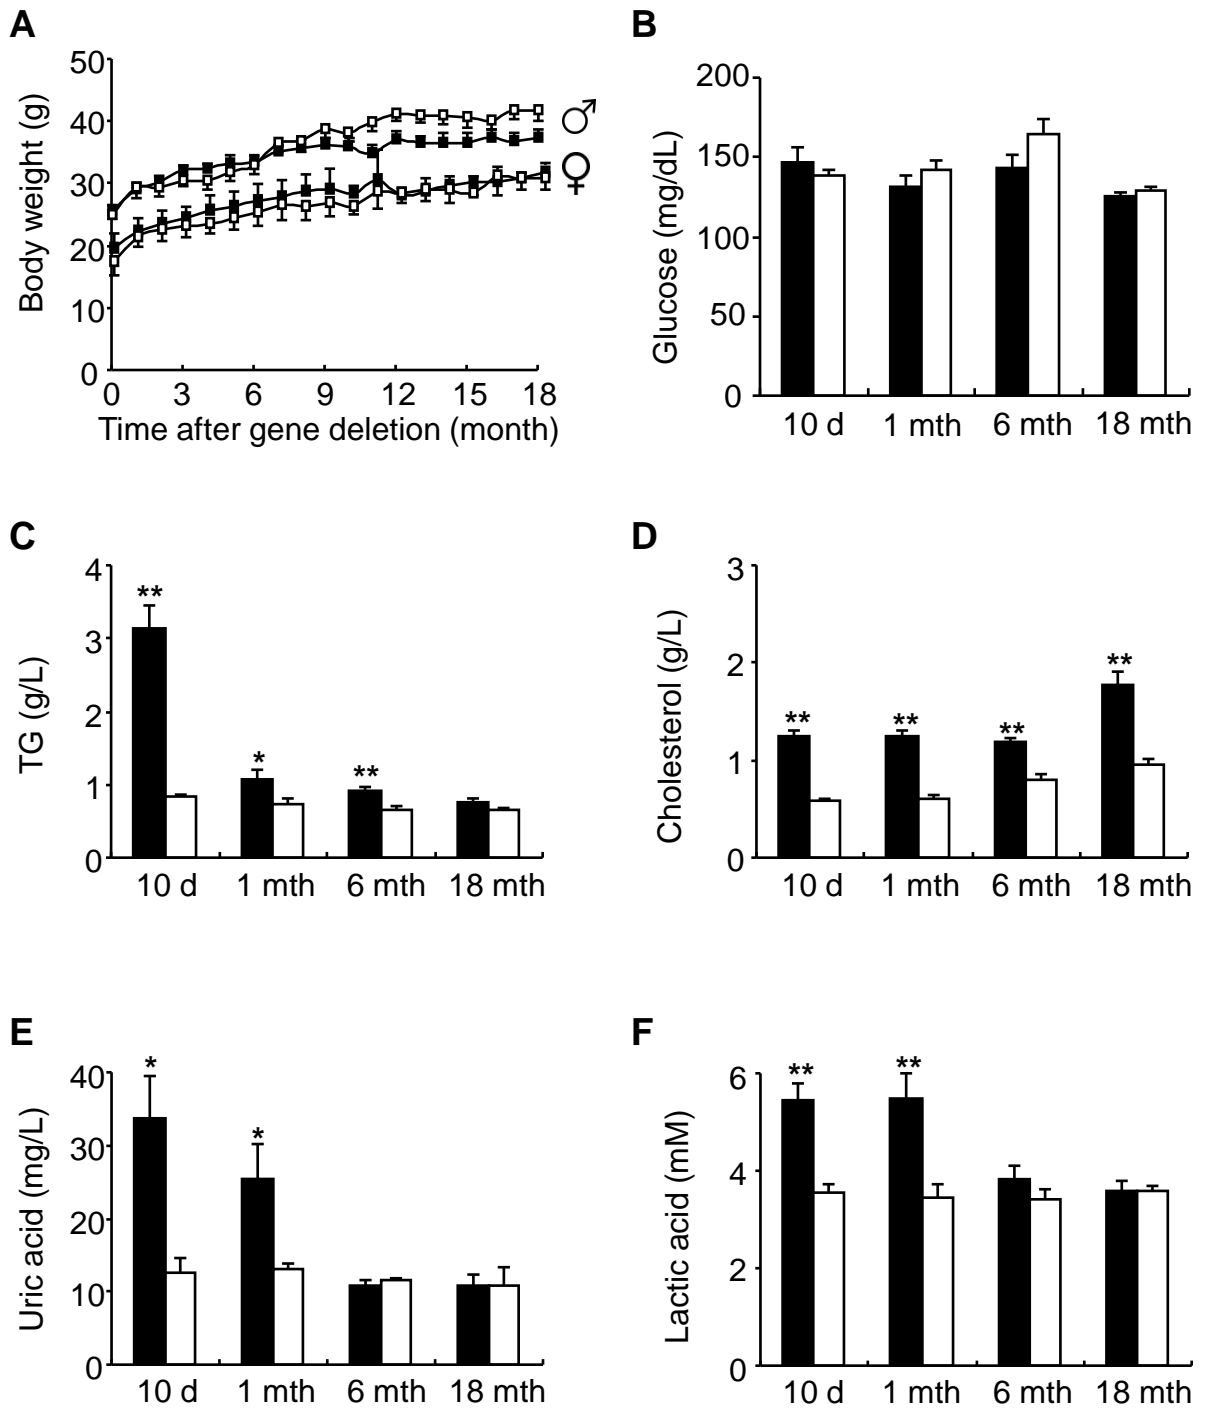 A
50
40
30
20
10
0
Body weight (g)
♂
♀
0 3 6 9 12 15 18
Time after gene deletion (month)
B
200
150
100
50
0
Glucose (mg/dL)
10 d 1 mth 6 mth 18 mth
C
4
3
2
1
0
TG (g/L)
** * **
10 d 1 mth 6 mth 18 mth
D
3
2
1
0
Cholesterol (g/L)
** ** ** **
10 d 1 mth 6 mth 18 mth
E
40
30
20
10
0
Uric acid (mg/L)
* *
10 d 1 mth 6 mth 18 mth
F
6
4
2
0
Lactic acid (mM)
** **
10 d 1 mth 6 mth 18 mth